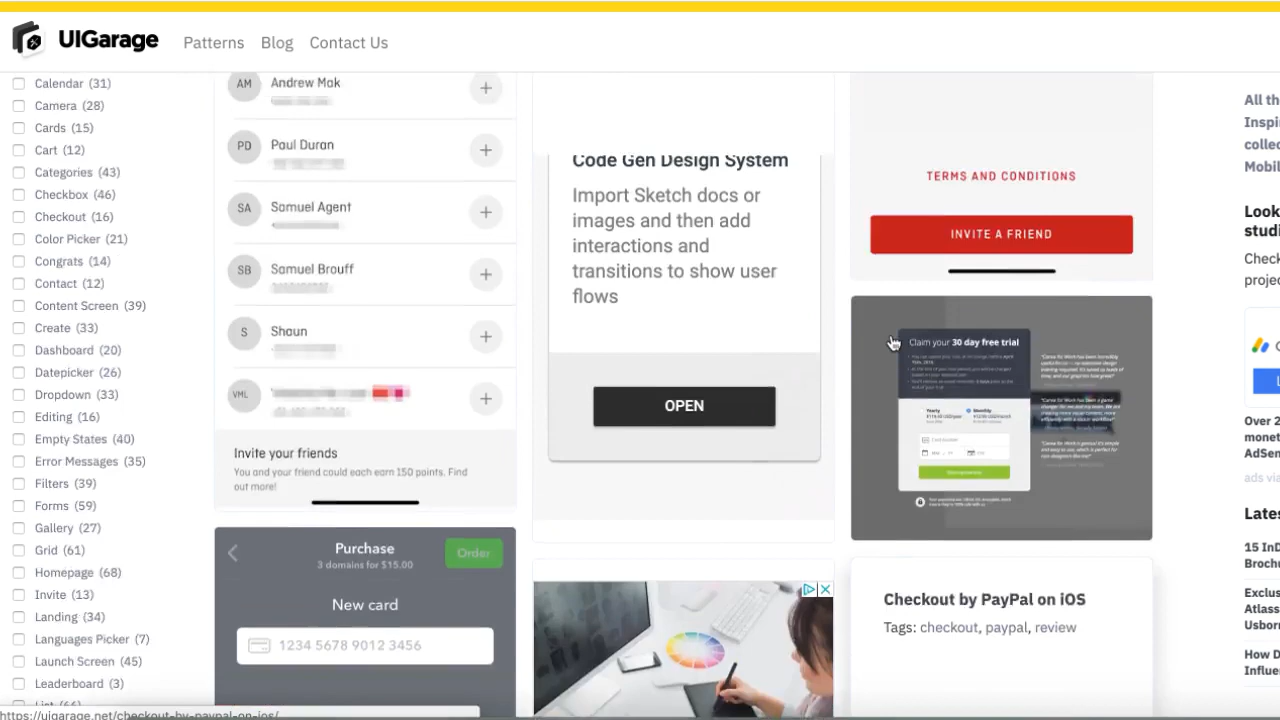 UIGarage
Patterns
Blog
Contact Us
Calendar (31)
Camera (28)
Cards (15)
Cart (12)
Categories (43)
Checkbox (46)
Checkout (16)
Color Picker (21)
Congrats (14)
Contact (12)
Content Screen (39)
Create (33)
Dashboard (20)
Datepicker (26)
Dropdown (33)
Editing (16)
Empty States (40)
Error Messages (35)
Filters (39)
Forms (59)
Gallery (27)
Grid (61)
Homepage (68)
Invite (13)
Landing (34)
Languages Picker (7)
Launch Screen (45)
Leaderboard (3)
https://uigarage.net/checkout-by-paypal-on-ios/
AM Andrew Mak
PD Paul Duran
SA Samuel Agent
SB Samuel Brouff
S Shaun
YML
Invite your friends
You and your friend could each earn 150 points. Find
out more!
Purchase
3 domains for $15.00
Order
New card
1234 5678 9012 3456
Code Gen Design System
Import Sketch docs or
images and then add
interactions and
transitions to show user
flows
OPEN
TERMS AND CONDITIONS
INVITE A FRIEND
Claim your 30 day free trial
Yearly
Monthly
Checkout by PayPal on iOS
Tags: checkout, paypal, review
All th
Inspi
collec
Mobil
Look
studi
Check
proje
Over 2
monet
AdSen
ads via
Lates
15 InD
Brochu
Exclus
Atlass
Usborn
How D
Influe